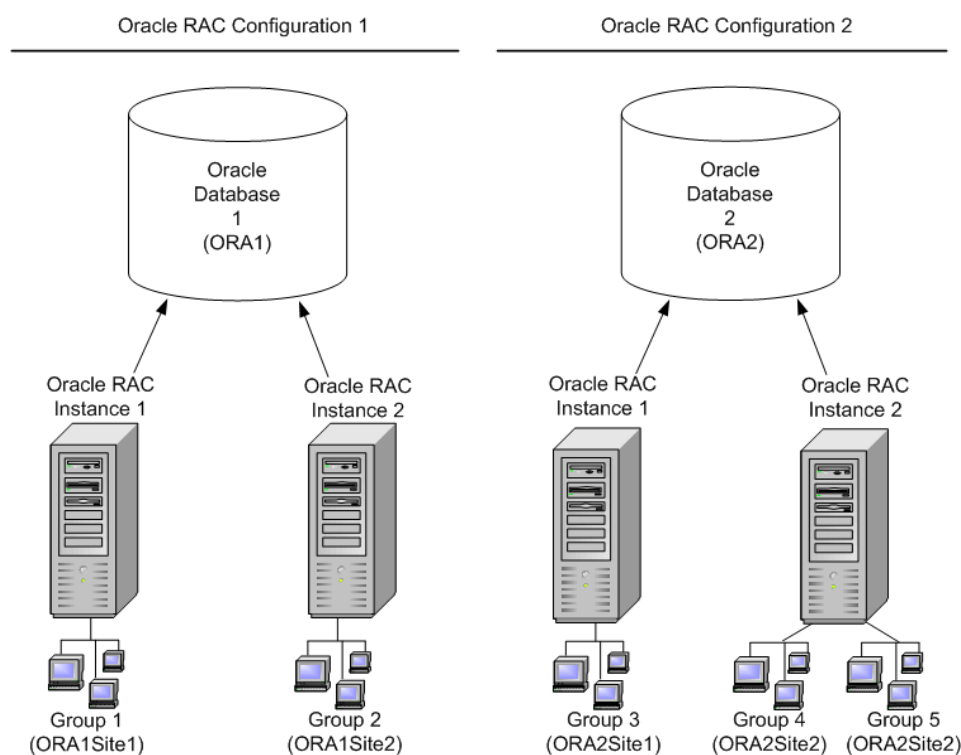 Oracle RAC Configuration 1
Oracle Database 1 (ORA1)
Oracle RAC Instance 1
Oracle RAC Instance 2
Group 1 (ORA1Site1)
Group 2 (ORA1Site2)
Oracle RAC Configuration 2
Oracle Database 2 (ORA2)
Oracle RAC Instance 1
Oracle RAC Instance 2
Group 3 (ORA2Site1)
Group 4 (ORA2Site2)
Group 5 (ORA2Site2)